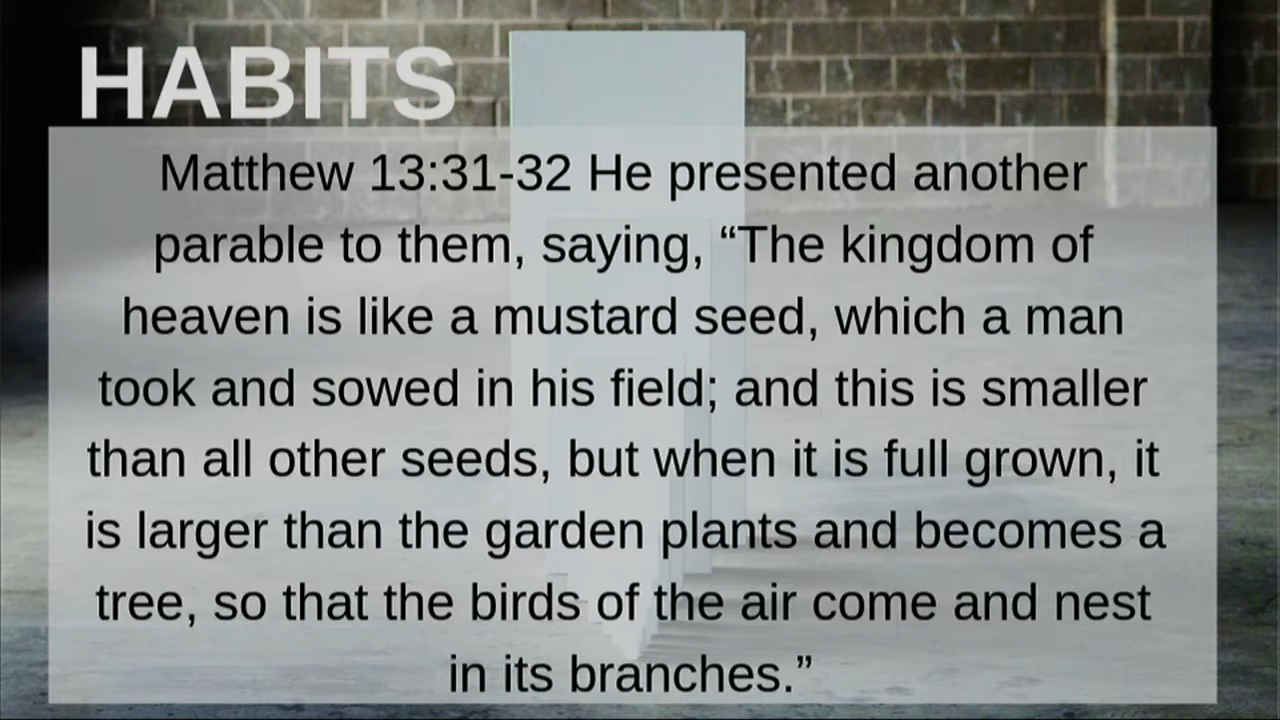 HABITS
Matthew 13:31-32 He presented another
parable to them, saying, “The kingdom of
heaven is like a mustard seed, which a man
took and sowed in his field; and this is smaller
than all other seeds, but when it is full grown, it
is larger than the garden plants and becomes a
tree, so that the birds of the air come and nest
in its branches.”